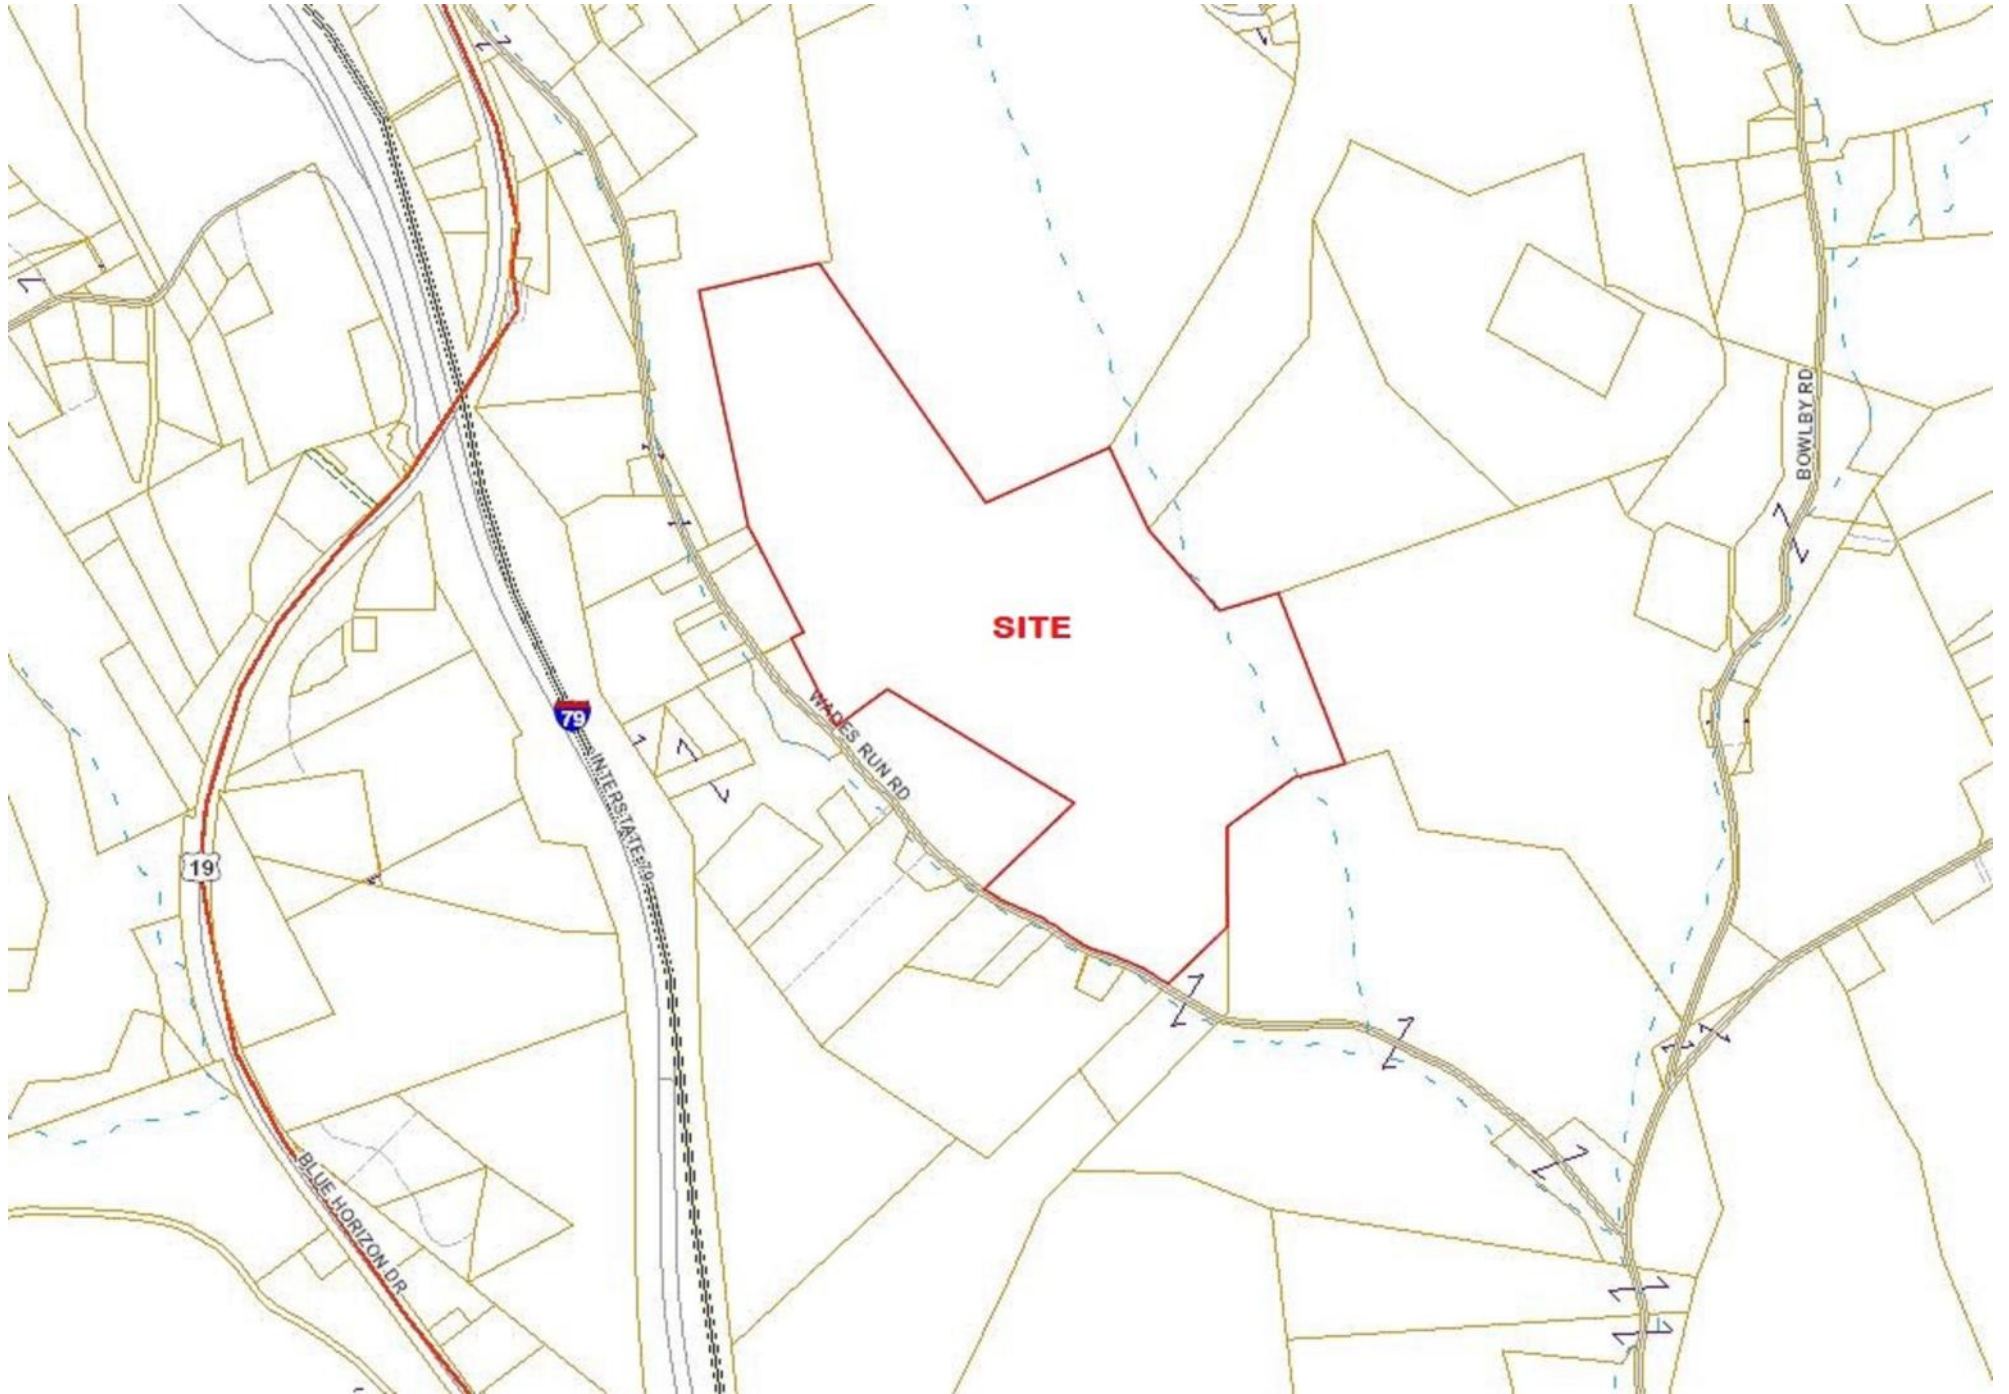 BOWLBY RD
SITE
WADES RUN RD
79
INTERSTATE 79
19
BLUE HORIZON DR